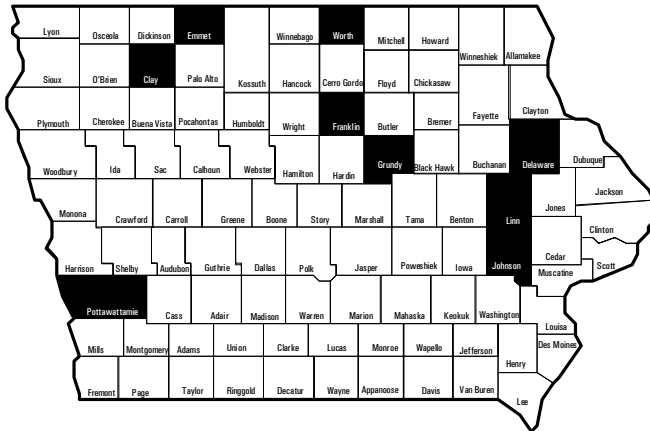 Lyon Osceola Dickinson Emmet Winnebago Worth Mitchell Howard Winneshiek Allamakee
Sioux O'Brien Clay Palo Alto Kossuth Hancock Cerro Gordo Floyd Chickasaw
Plymouth Cherokee Buena Vista Pocahontas Humboldt Wright Franklin Butler Bremer Fayette Clayton
Woodbury Ida Sac Calhoun Webster Hamilton Hardin Grundy Black Hawk Buchanan Delaware Dubuque
Monona Crawford Carroll Greene Boone Story Marshall Tama Benton Linn Jones Jackson
Clinton
Harrison Shelby Audubon Guthrie Dallas Polk Jasper Poweshiek Iowa Johnson Cedar Scott
Muscatine
Pottawattamie Cass Adair Madison Warren Marion Mahaska Keokuk Washington Louisa
Mills Montgomery Adams Union Clarke Lucas Monroe Wapello Jefferson Henry Des Moines
Fremont Page Taylor Ringgold Decatur Wayne Appanoose Davis Van Buren Lee